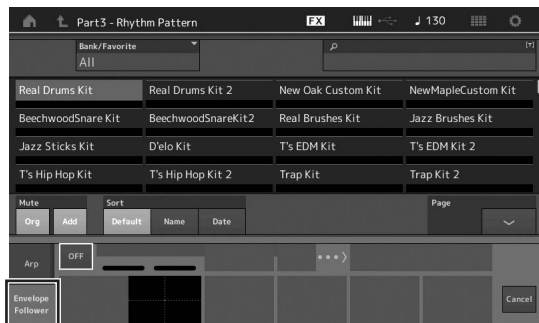 Part3 - Rhythm Pattern FX ♩ 130
Bank/Favorite
All
[T]
Real Drums Kit Real Drums Kit 2 New Oak Custom Kit NewMapleCustom Kit
BeechwoodSnare Kit BeechwoodSnareKit2 Real Brushes Kit Jazz Brushes Kit
Jazz Sticks Kit D'elo Kit T's EDM Kit T's EDM Kit 2
T's Hip Hop Kit T's Hip Hop Kit 2 Trap Kit Trap Kit 2
Mute Sort Page
Org Add Default Name Date
Arp OFF
Envelope
Follower
Cancel